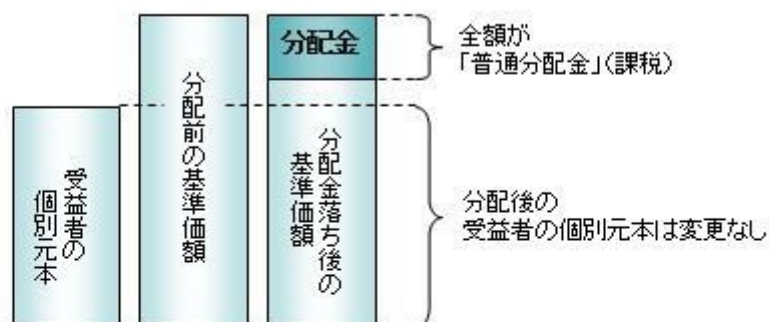 分配金
全額が
「普通分配金」(課税)
受益者の
個別元本
分配前の基準価額
分配金落ち後の
基準価額
分配後の
受益者の個別元本は変更なし